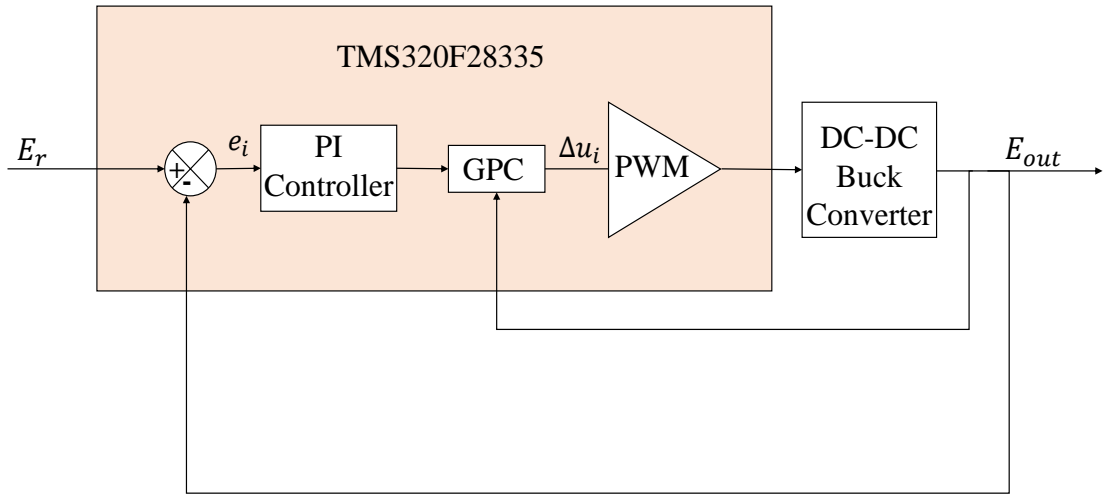 TMS320F28335
E_r
+
-
e_i
PI
Controller
GPC
Δu_i
PWM
DC-DC
Buck
Converter
E_out